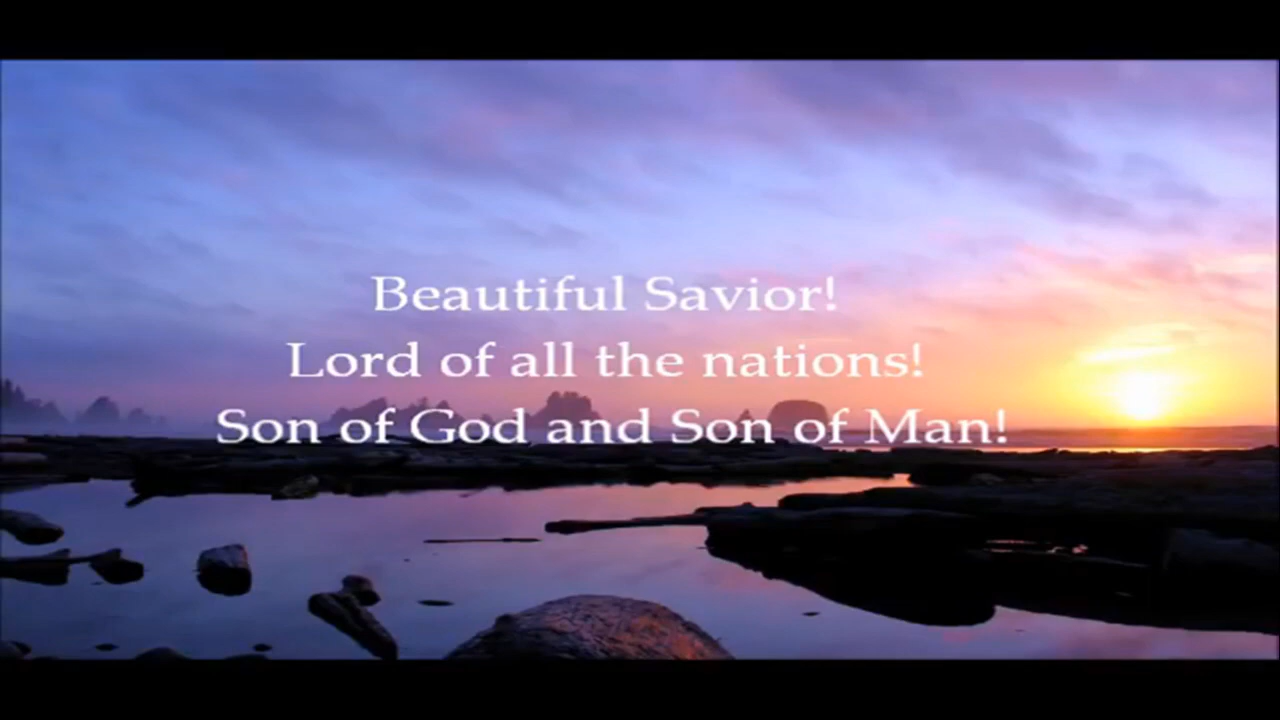 Beautiful Savior!
Lord of all the nations!
Son of God and Son of Man!